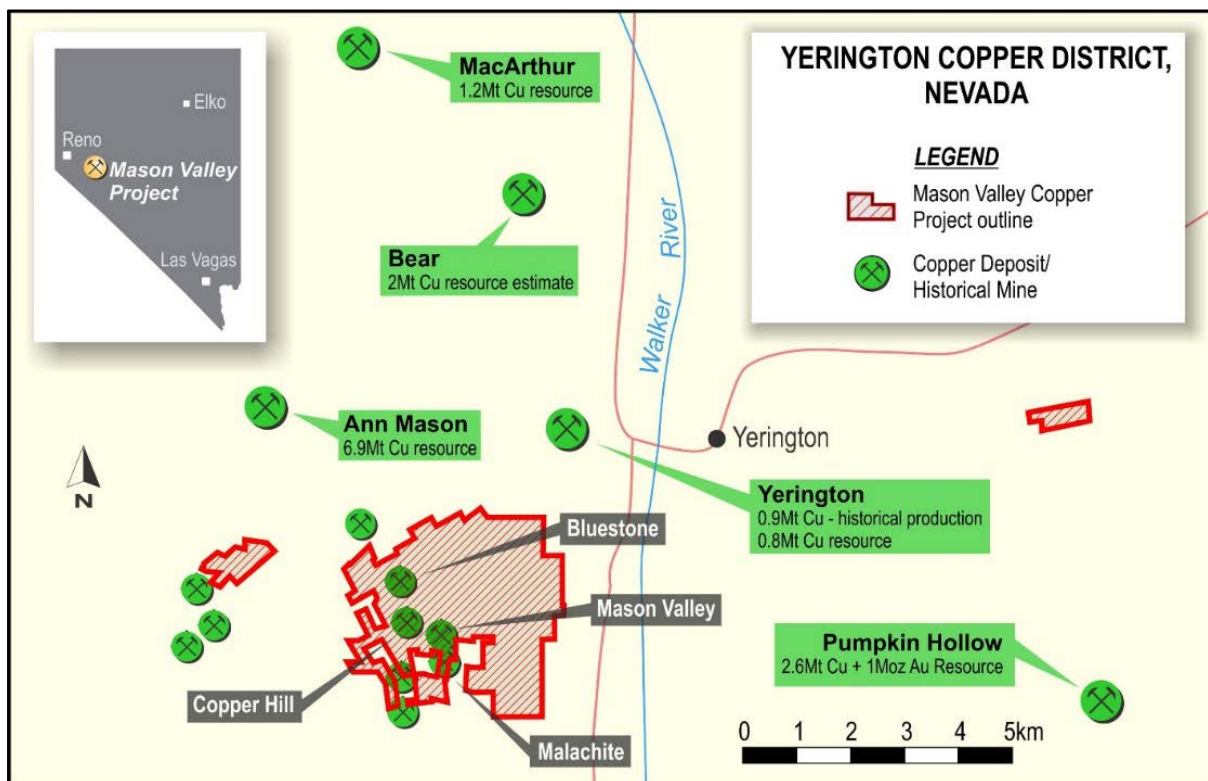 Elko
Reno
Mason Valley
Project
Las Vagas
MacArthur
1.2Mt Cu resource
Bear
2Mt Cu resource estimate
Walker River
YERINGTON COPPER DISTRICT,
NEVADA
LEGEND
Mason Valley Copper
Project outline
Copper Deposit/
Historical Mine
Ann Mason
6.9Mt Cu resource
Yerington
N
Yerington
0.9Mt Cu - historical production
0.8Mt Cu resource
Bluestone
Mason Valley
Copper Hill
Malachite
Pumpkin Hollow
2.6Mt Cu + 1Moz Au Resource
0 1 2 3 4 5km